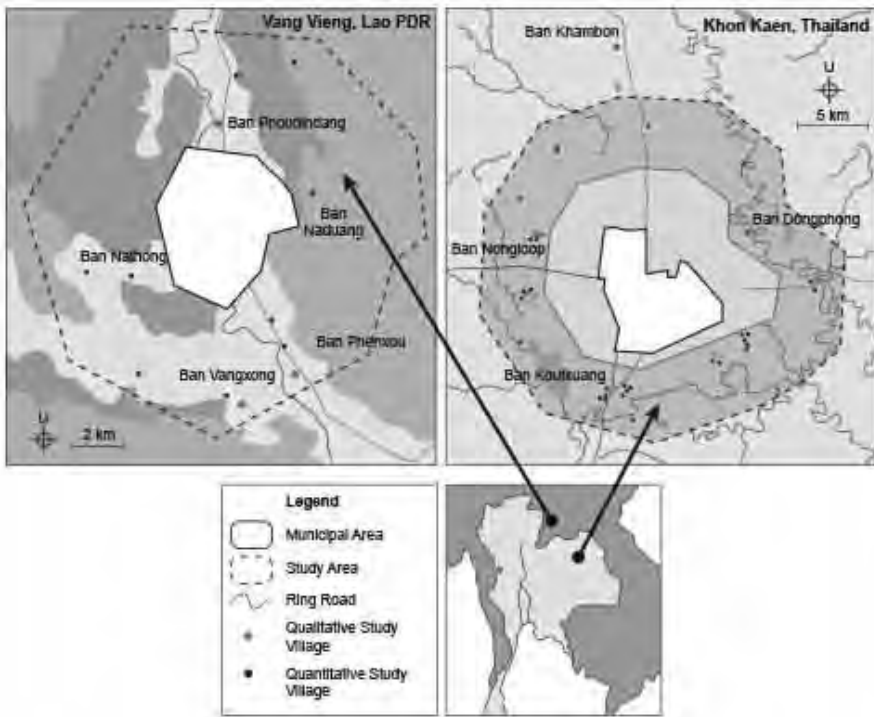 Vang Vieng, Lao PDR
Ban Phoudindang
Ban
Naduang
Ban Nathong
Ban Phenxou
Ban Vangxong
U
2 km
Khon Kaen, Thailand
Ban Khambon
U
5 km
Ban Dongphong
Ban Nongloop
Ban Koutxuang
Legend
Municipal Area
Study Area
Ring Road
Qualitative Study
Village
Quantitative Study
Village